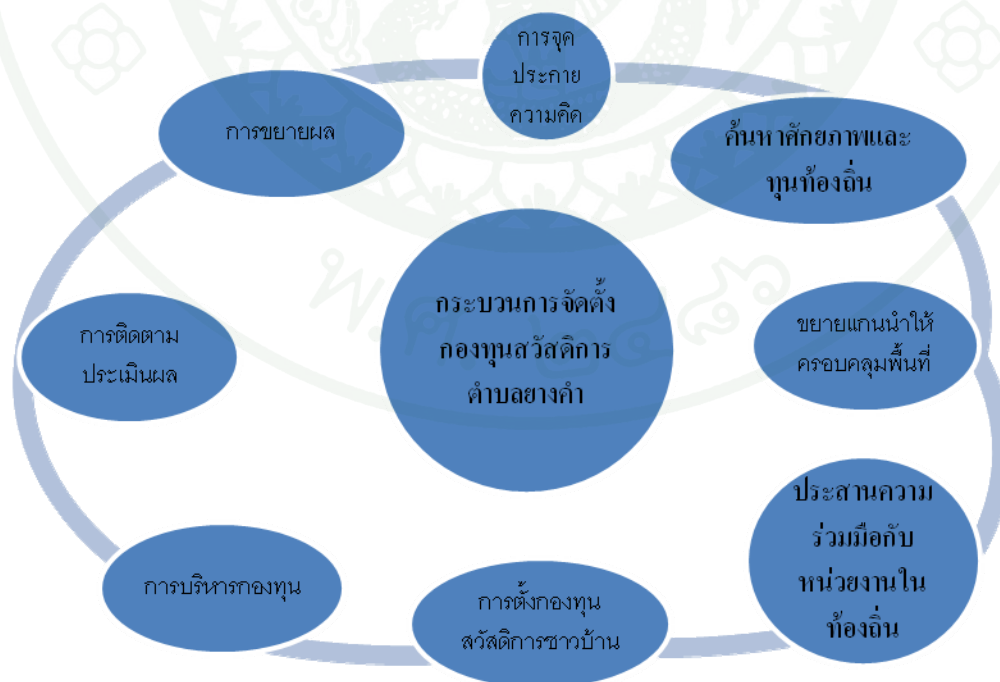 การจุด
ประกาย
ความคิด
ค้นหาศักยภาพและ
ทุนท้องถิ่น
ขยายแกนนำให้
ครอบคลุมพื้นที่
ประสานความ
ร่วมมือกับ
หน่วยงานใน
ท้องถิ่น
การตั้งกองทุน
สวัสดิการชาวบ้าน
การบริหารกองทุน
การติดตาม
ประเมินผล
การขยายผล
กระบวนการจัดตั้ง
กองทุนสวัสดิการ
ตำบลยางคำ
พ.ศ. ๒๔๘๖